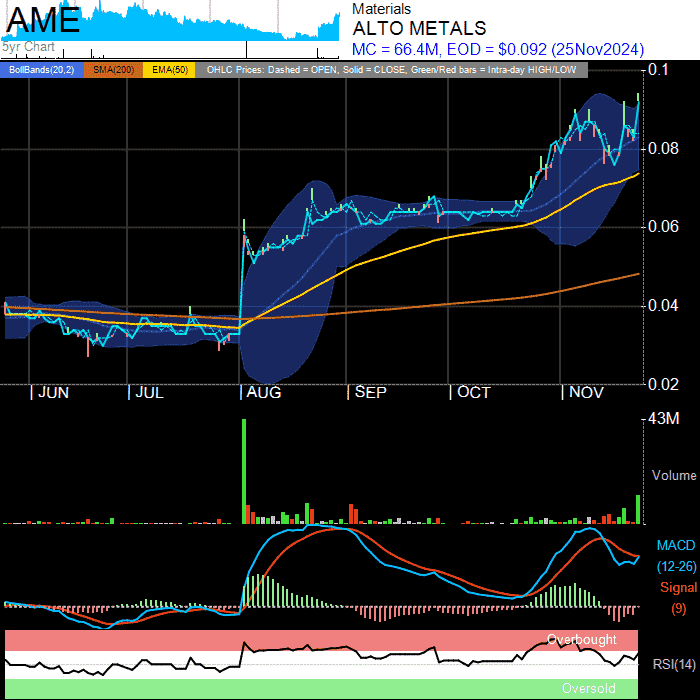 AME
5yr Chart
Materials
ALTO METALS
MC = 66.4M, EOD = $0.092 (25Nov2024)
BollBands(20,2) SMA(200) EMA(50) OHLC Prices: Dashed = OPEN, Solid = CLOSE, Green/Red bars = Intra-day HIGH/LOW
0.1
0.08
0.06
0.04
0.02
JUN JUL AUG SEP OCT NOV
43M
Volume
MACD
(12-26)
Signal
(9)
Overbought
RSI(14)
Oversold